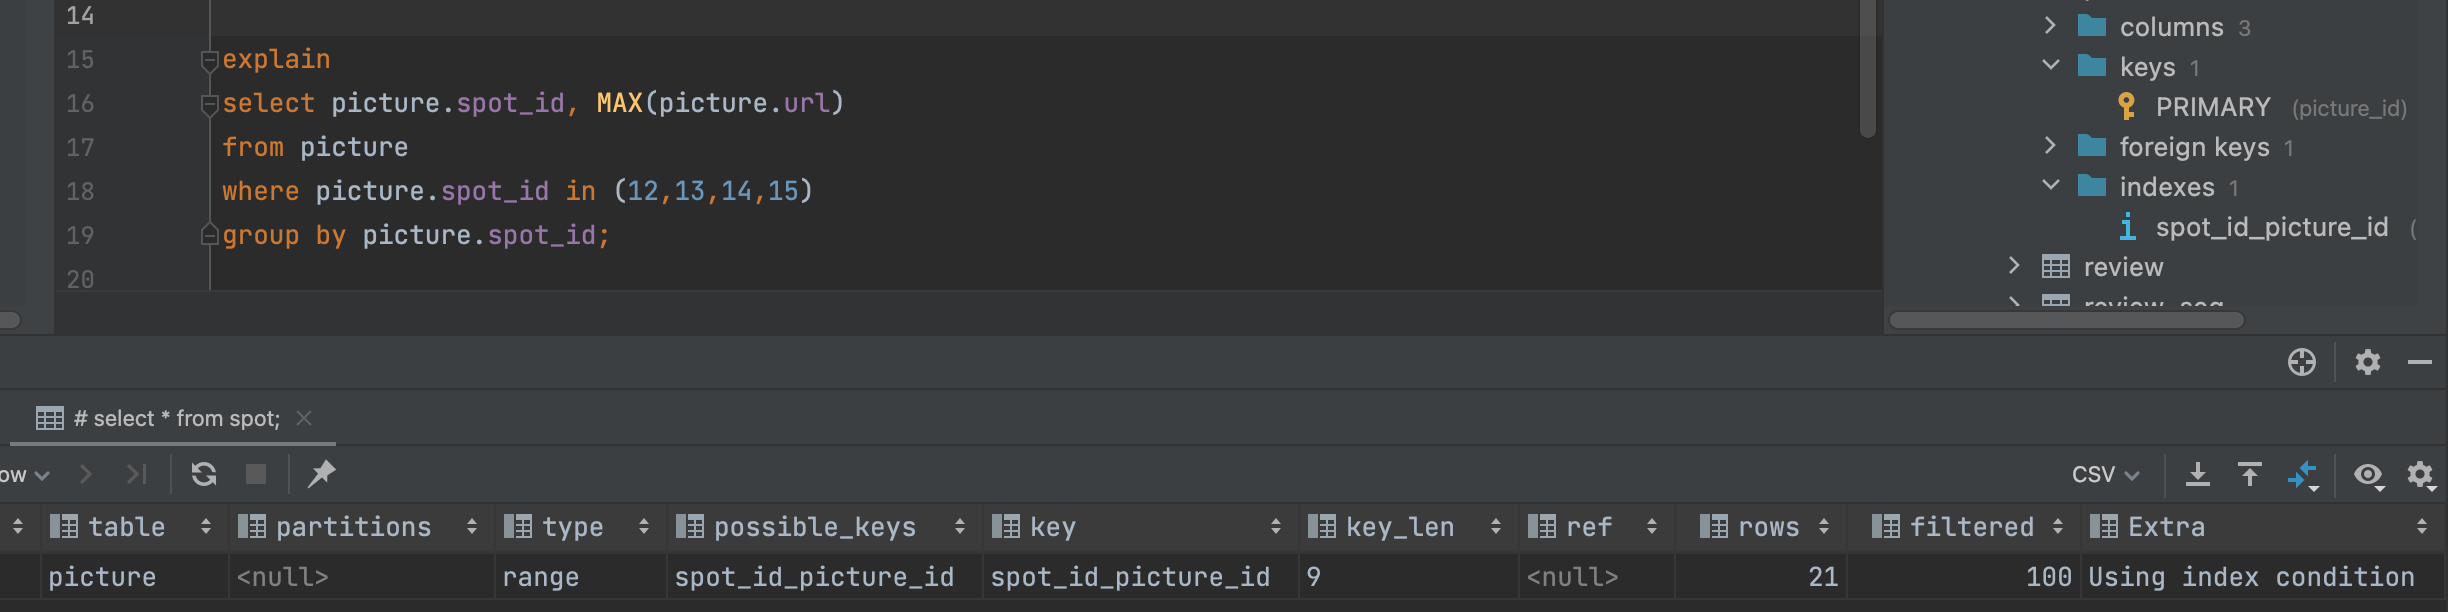 14
15 explain
16 select picture.spot_id, MAX(picture.url)
17 from picture
18 where picture.spot_id in (12,13,14,15)
19 group by picture.spot_id;
20
columns 3
keys 1
PRIMARY (picture_id)
foreign keys 1
indexes 1
spot_id_picture_id (
review
# select * from spot;
ow
CSV
table partitions type possible_keys key key_len ref rows filtered Extra
picture <null> range spot_id_picture_id spot_id_picture_id 9 <null> 21 100 Using index condition